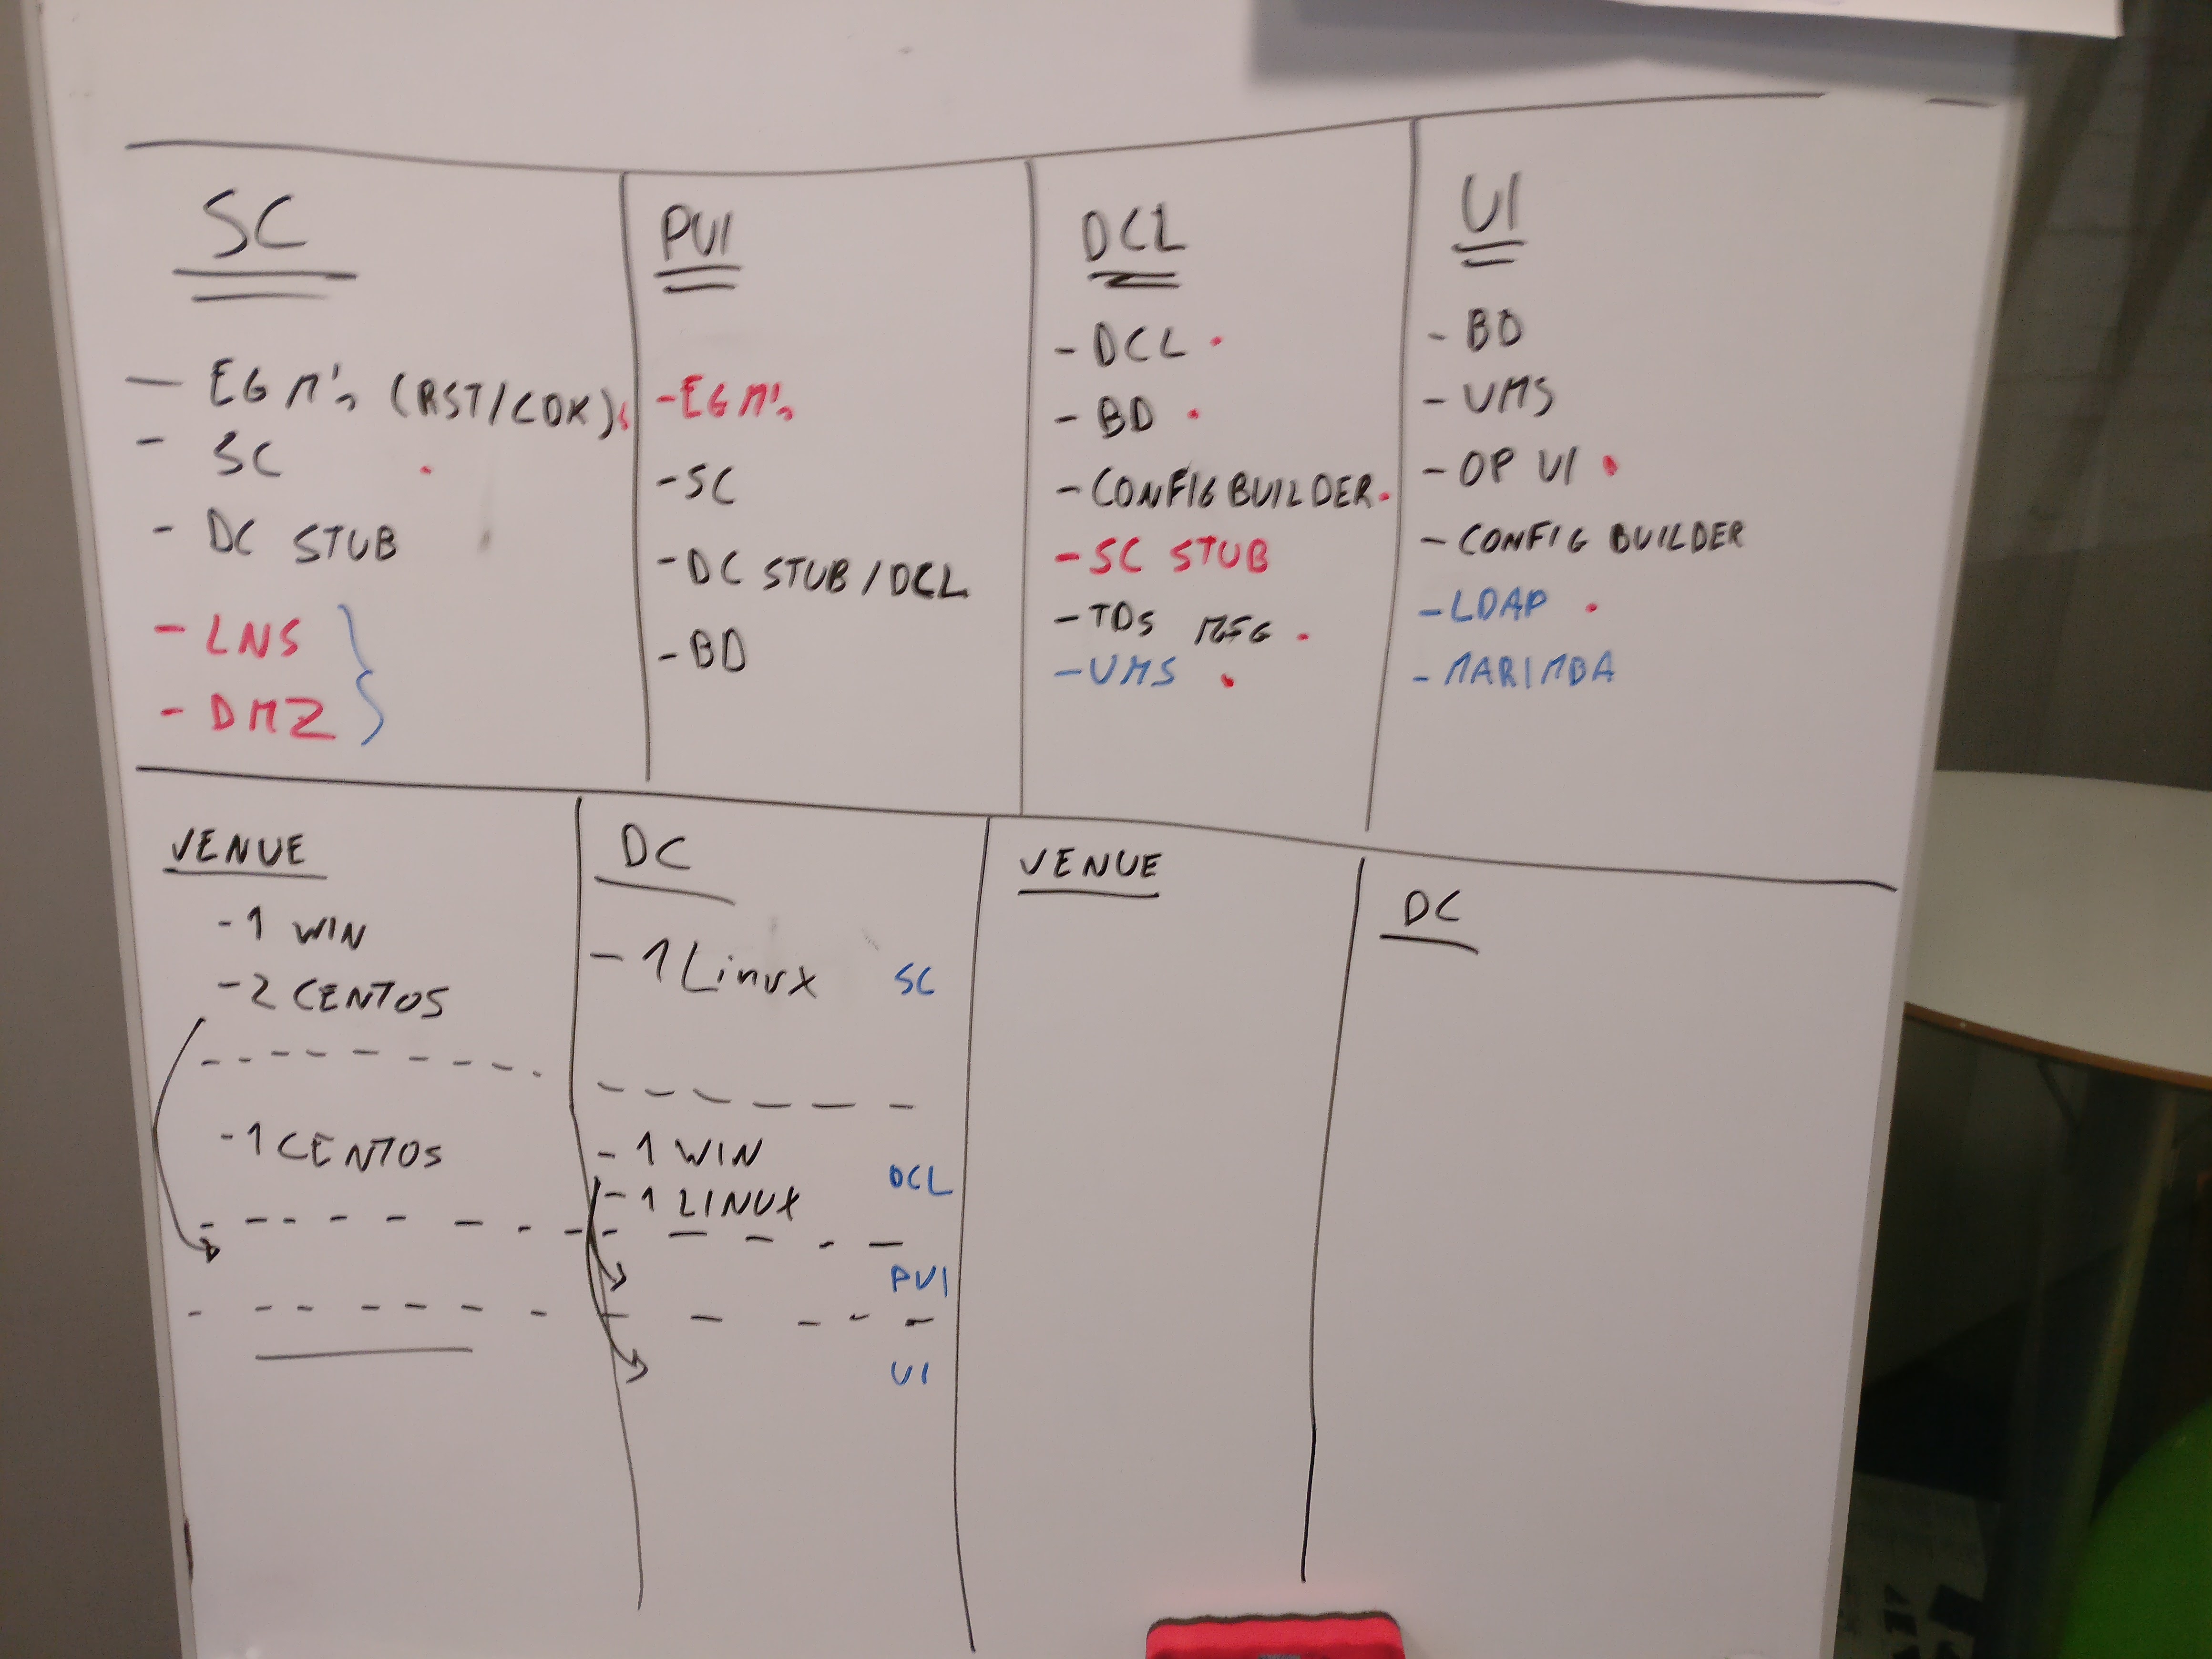 SC
- EGM's (RST/CDK)
- SC
- DC STUB
- LNS
- DMZ
PUI
- EGM's
- SC
- DC STUB / DCL
- BD
DCL
- DCL
- BD
- CONFIG BUILDER
- SC STUB
- TDS
- UMS
UI
- BD
- UMS
- OP UI
- CONFIG BUILDER
- LDAP
- MARIMBA
VENUE
- 1 WIN
- 2 CENTOS
- 1 CENTOS
DC
- 1 Linux SC
- 1 WIN
DCL
- 1 LINUX
PUI
UI
VENUE
DC